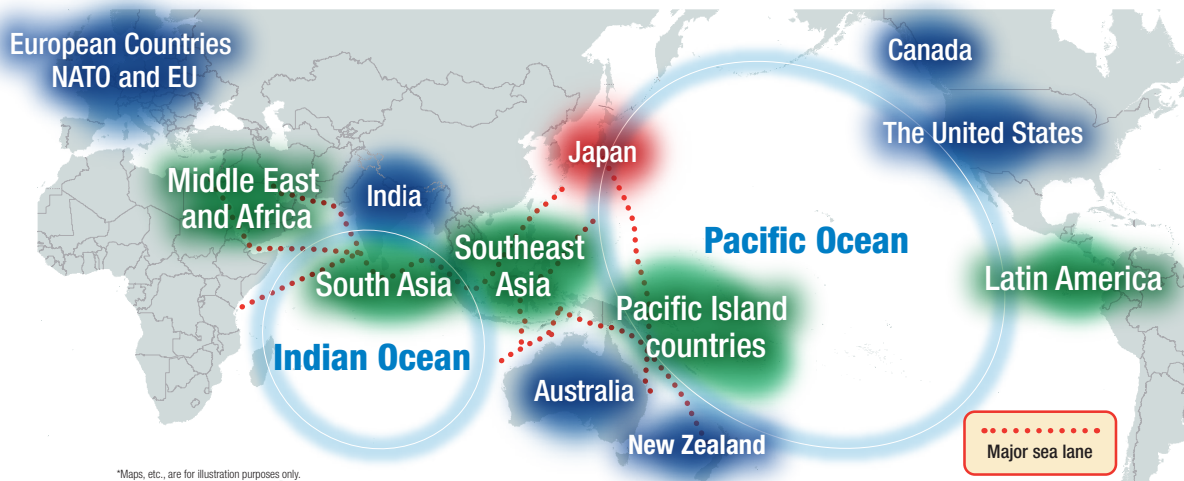 European Countries
NATO and EU
Canada
The United States
Japan
Middle East
and Africa
India
Pacific Ocean
Southeast
Asia
South Asia
Latin America
Pacific Island
countries
Indian Ocean
Australia
New Zealand
Major sea lane
*Maps, etc., are for illustration purposes only.